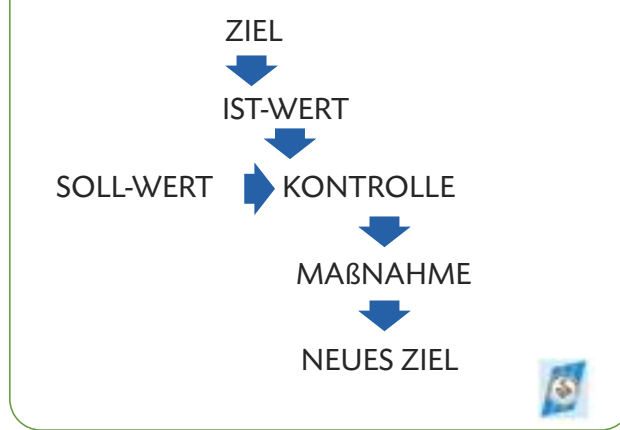 ZIEL
IST-WERT
SOLL-WERT KONTROLLE
MAßNAHME
NEUES ZIEL